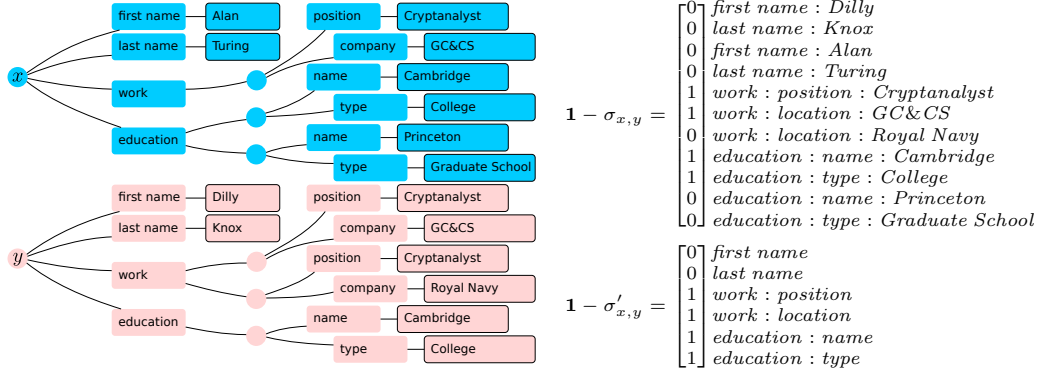 first name Alan position Cryptanalyst
last name Turing company GC&CS
x
name Cambridge
work
type College
education
name Princeton
type Graduate School
first name Dilly position Cryptanalyst
last name Knox company GC&CS
y
position Cryptanalyst
work
company Royal Navy
education
name Cambridge
type College
0 first name : Dilly
0 last name : Knox
0 first name : Alan
0 last name : Turing
1 work : position : Cryptanalyst
1 − σx,y = 1 work : location : GC&CS
0 work : location : Royal Navy
1 education : name : Cambridge
1 education : type : College
0 education : name : Princeton
0 education : type : Graduate School
0 first name
0 last name
1 work : position
1 − σ′x,y = 1 work : location
1 education : name
1 education : type